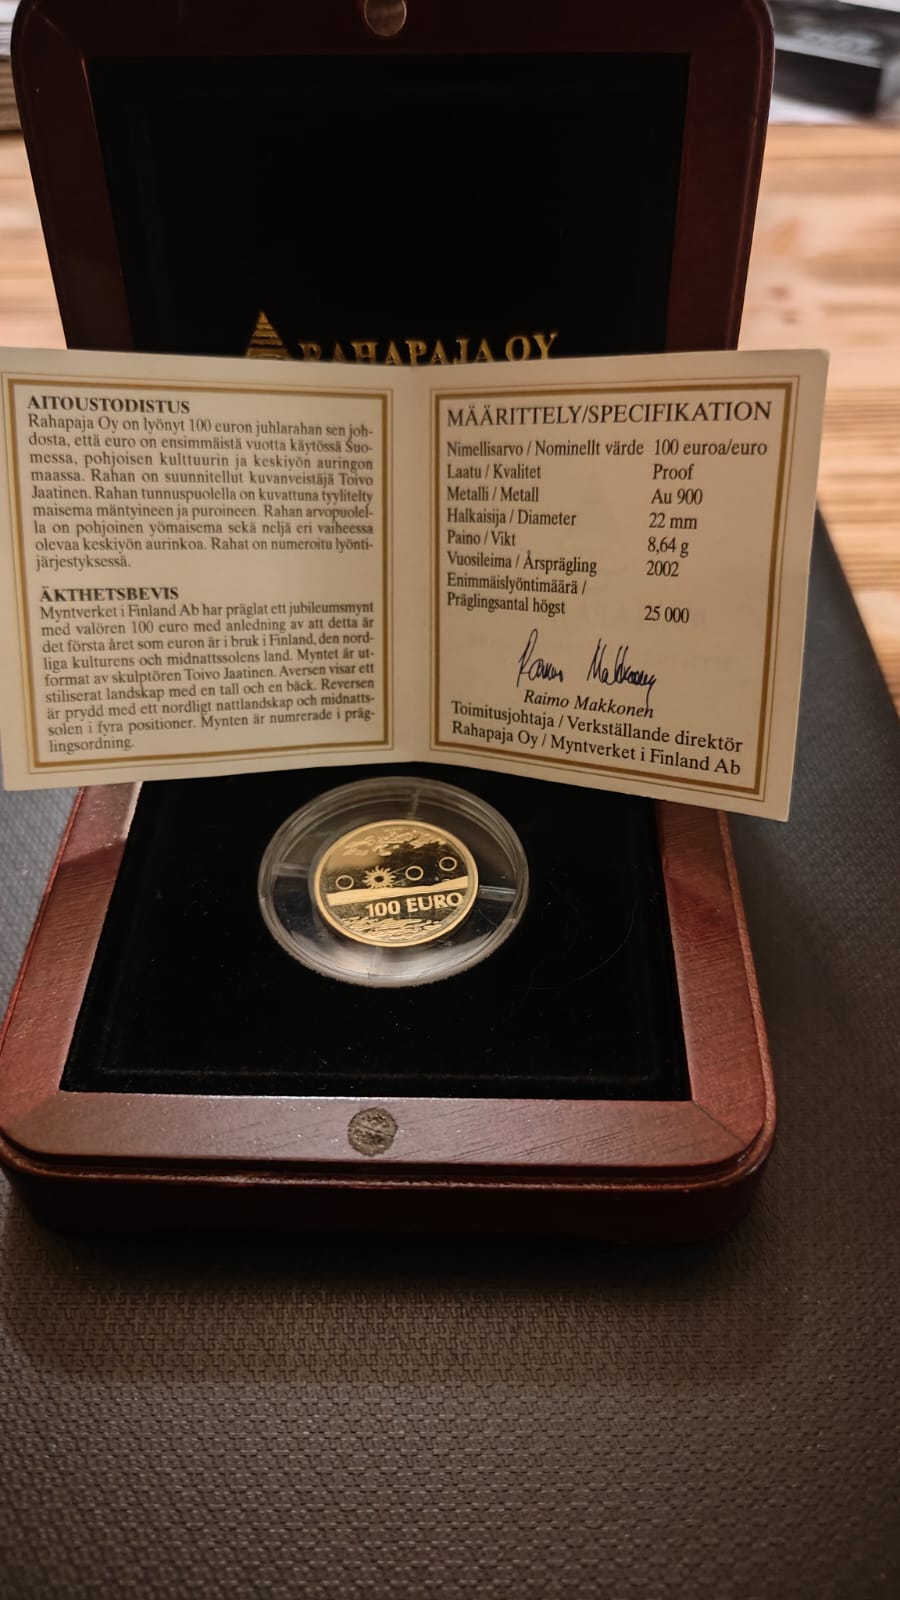 RAHAPAJA OY
AITOUSTODISTUS
Rahapaja Oy on lyönyt 100 euron juhlarahan sen joh-
dosta, että euro on ensimmäistä vuotta käytössä Suo-
messa, pohjoisen kulttuurin ja keskiyön auringon
maassa. Rahan on suunnitellut kuvanveistäjä Toivo
Jaatinen. Rahan tunnuspuolella on kuvattuna tyylitelty
maisema mäntyineen ja puroineen. Rahan arvopuolel-
la on pohjoinen yömaisema sekä neljä eri vaiheessa
olevaa keskiyön aurinkoa. Rahat on numeroitu lyönti-
järjestyksessä.
ÄKTHETSBEVIS
Myntverket i Finland Ab har präglat ett jubileumsmynt
med valören 100 euro med anledning av att detta är
det första året som euron är i bruk i Finland, den nord-
liga kulturens och midnattssolens land. Myntet är ut-
format av skulptören Toivo Jaatinen. Aversen visar ett
stiliserat landskap med en tall och en bäck. Reversen
är prydd med ett nordligt nattlandskap och midnatts-
solen i fyra positioner. Mynten är numrerade i präg-
lingsordning.
MÄÄRITTELY/SPECIFIKATION
Nimellisarvo / Nominellt värde 100 euroa/euro
Laatu / Kvalitet Proof
Metalli / Metall Au 900
Halkaisija / Diameter 22 mm
Paino / Vikt 8,64 g
Vuosileima / Årsprägling 2002
Enimmäislyöntimäärä /
Präglingsantal högst 25 000
Raimo Makkonen
Raimo Makkonen
Toimitusjohtaja / Verkställande direktör
Rahapaja Oy / Myntverket i Finland Ab
100 EURO